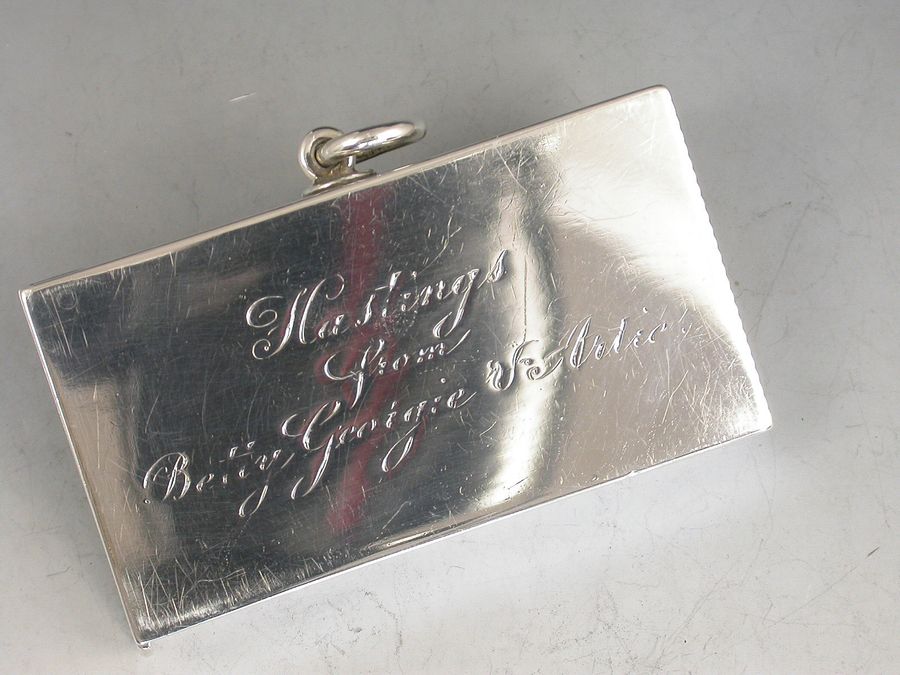 Hastings
from
Betty, Georgie & Artie